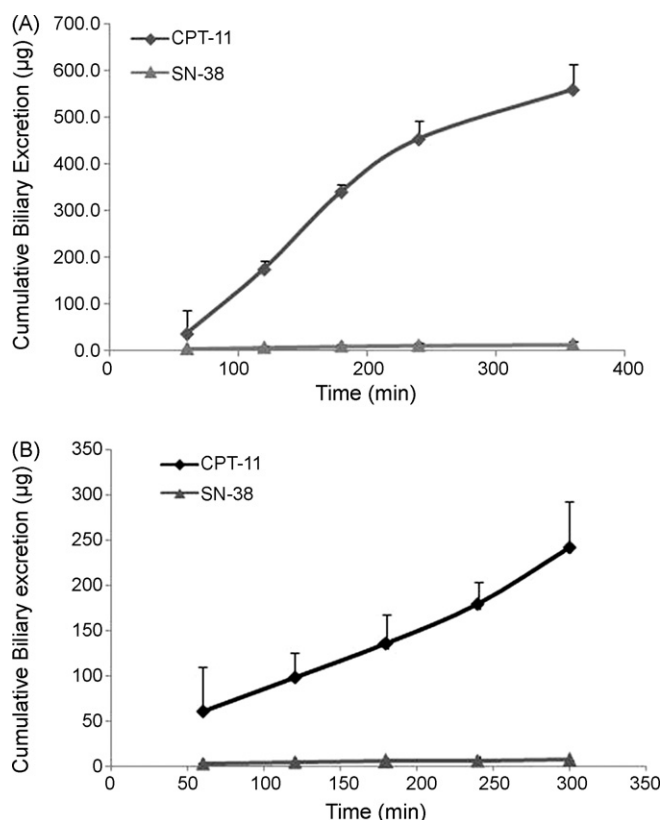 (A)
700.0
600.0
500.0
400.0
300.0
200.0
100.0
0.0
Cumulative Biliary Excretion (µg)
CPT-11
SN-38
0 100 200 300 400
Time (min)
(B)
350
300
250
200
150
100
50
0
Cumulative Biliary excretion (µg)
CPT-11
SN-38
0 50 100 150 200 250 300 350
Time (min)